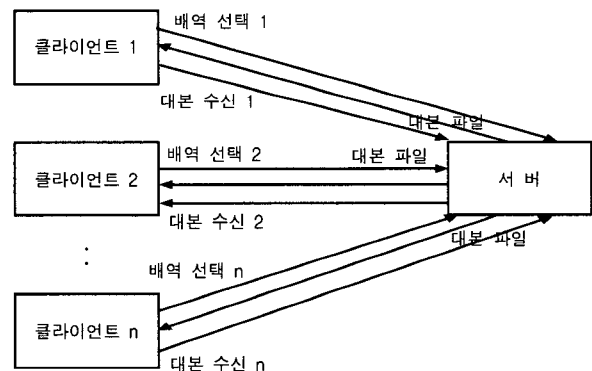 배역 선택 1
클라이언트 1
대본 수신 1
대본 파일
배역 선택 2
대본 파일
클라이언트 2
서 버
대본 수신 2
대본 파일
:
배역 선택 n
클라이언트 n
대본 수신 n